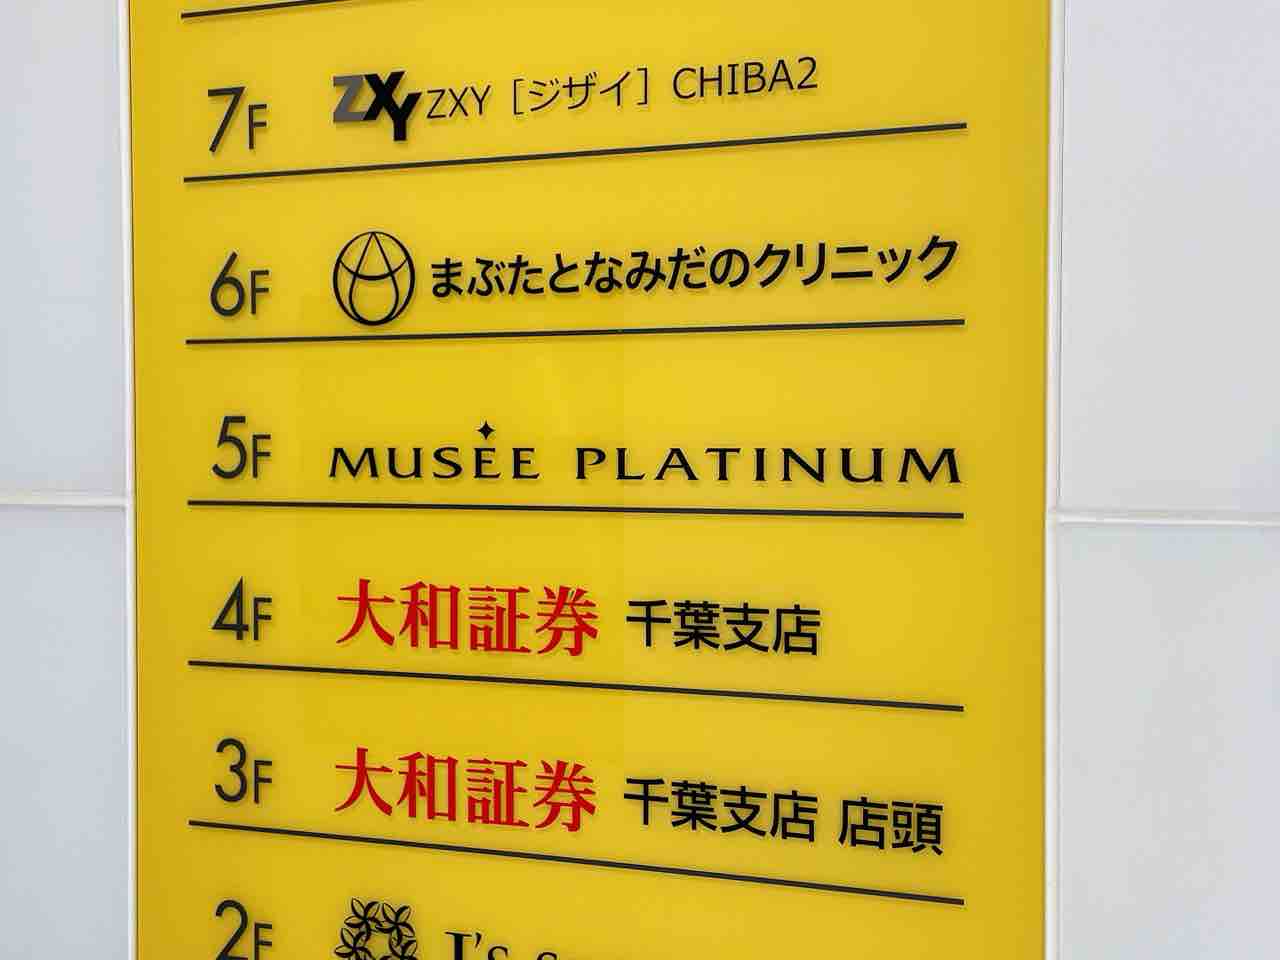 7F ZXY ZXY [ジザイ] CHIBA2
6F まぶたとなみだのクリニック
5F MUSÉE PLATINUM
4F 大和証券 千葉支店
3F 大和証券 千葉支店 店頭
2F